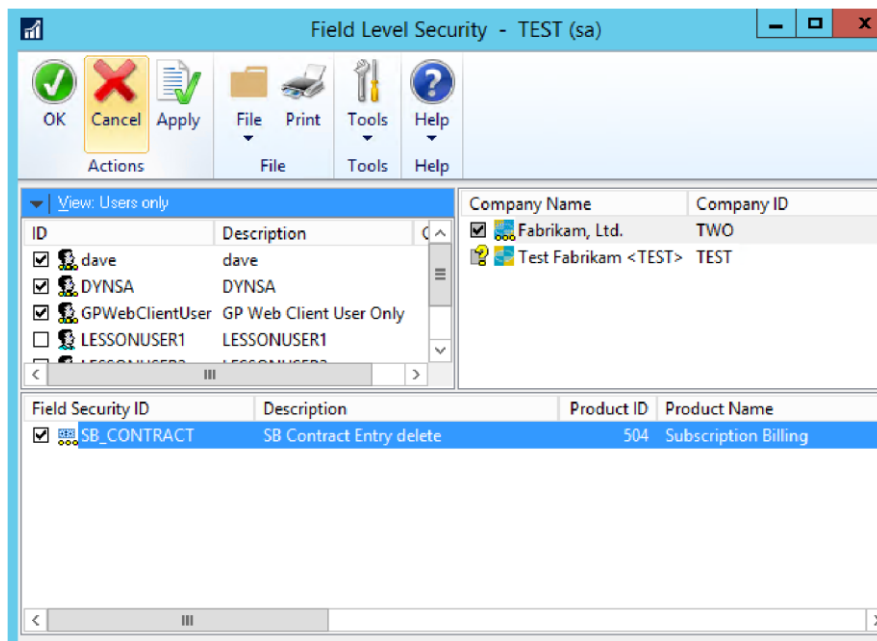 Field Level Security - TEST (sa)
OK Cancel Apply File Print Tools Help
Actions File Tools Help
View: Users only
ID Description
dave dave
DYNSA DYNSA
GPWebClientUser GP Web Client User Only
LESSONUSER1 LESSONUSER1
Company Name Company ID
Fabrikam, Ltd. TWO
Test Fabrikam <TEST> TEST
Field Security ID Description Product ID Product Name
SB_CONTRACT SB Contract Entry delete 504 Subscription Billing